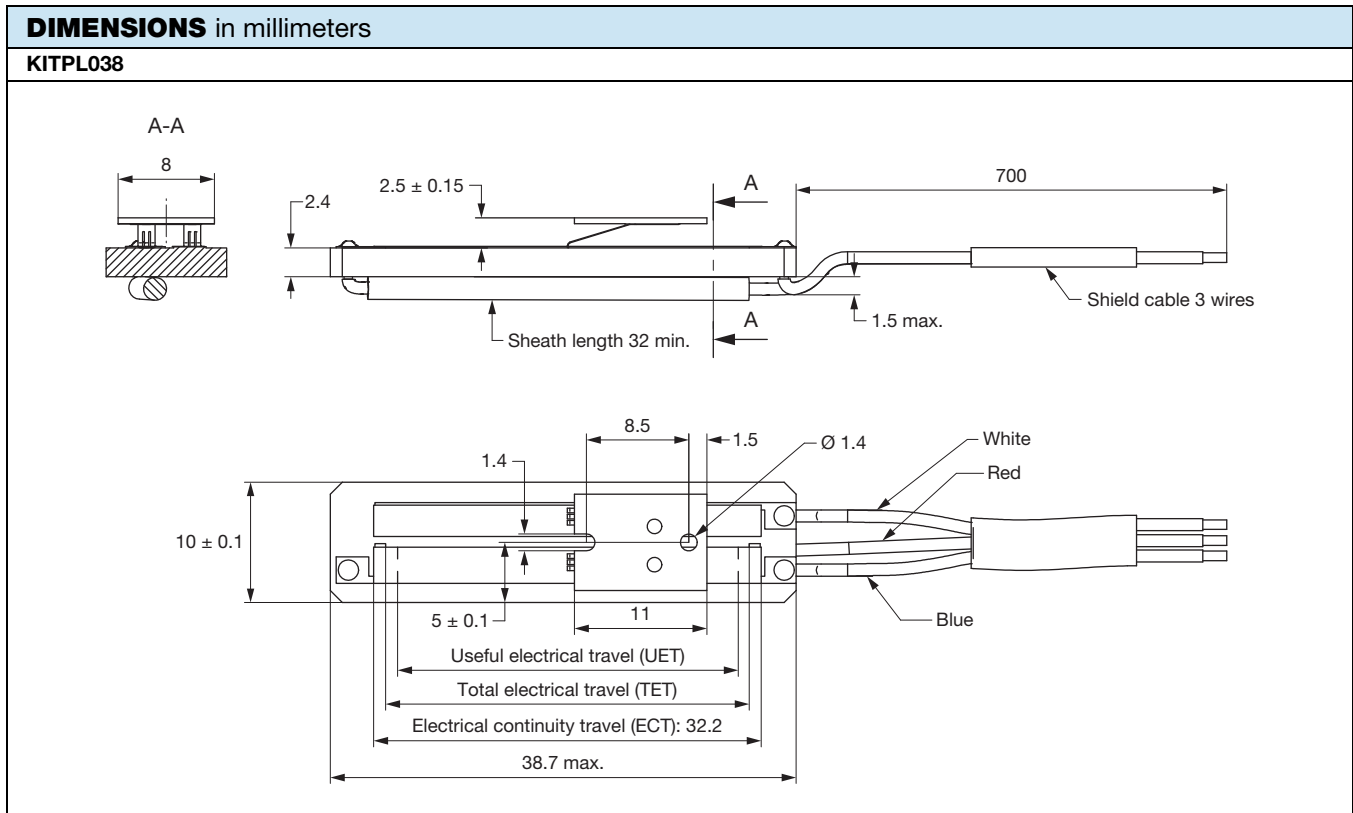 DIMENSIONS in millimeters
KITPL038
A-A
8
2.4
2.5 ± 0.15
A
700
Shield cable 3 wires
1.5 max.
A
Sheath length 32 min.
8.5
1.5
Ø 1.4
White
Red
1.4
10 ± 0.1
5 ± 0.1
11
Blue
Useful electrical travel (UET)
Total electrical travel (TET)
Electrical continuity travel (ECT): 32.2
38.7 max.